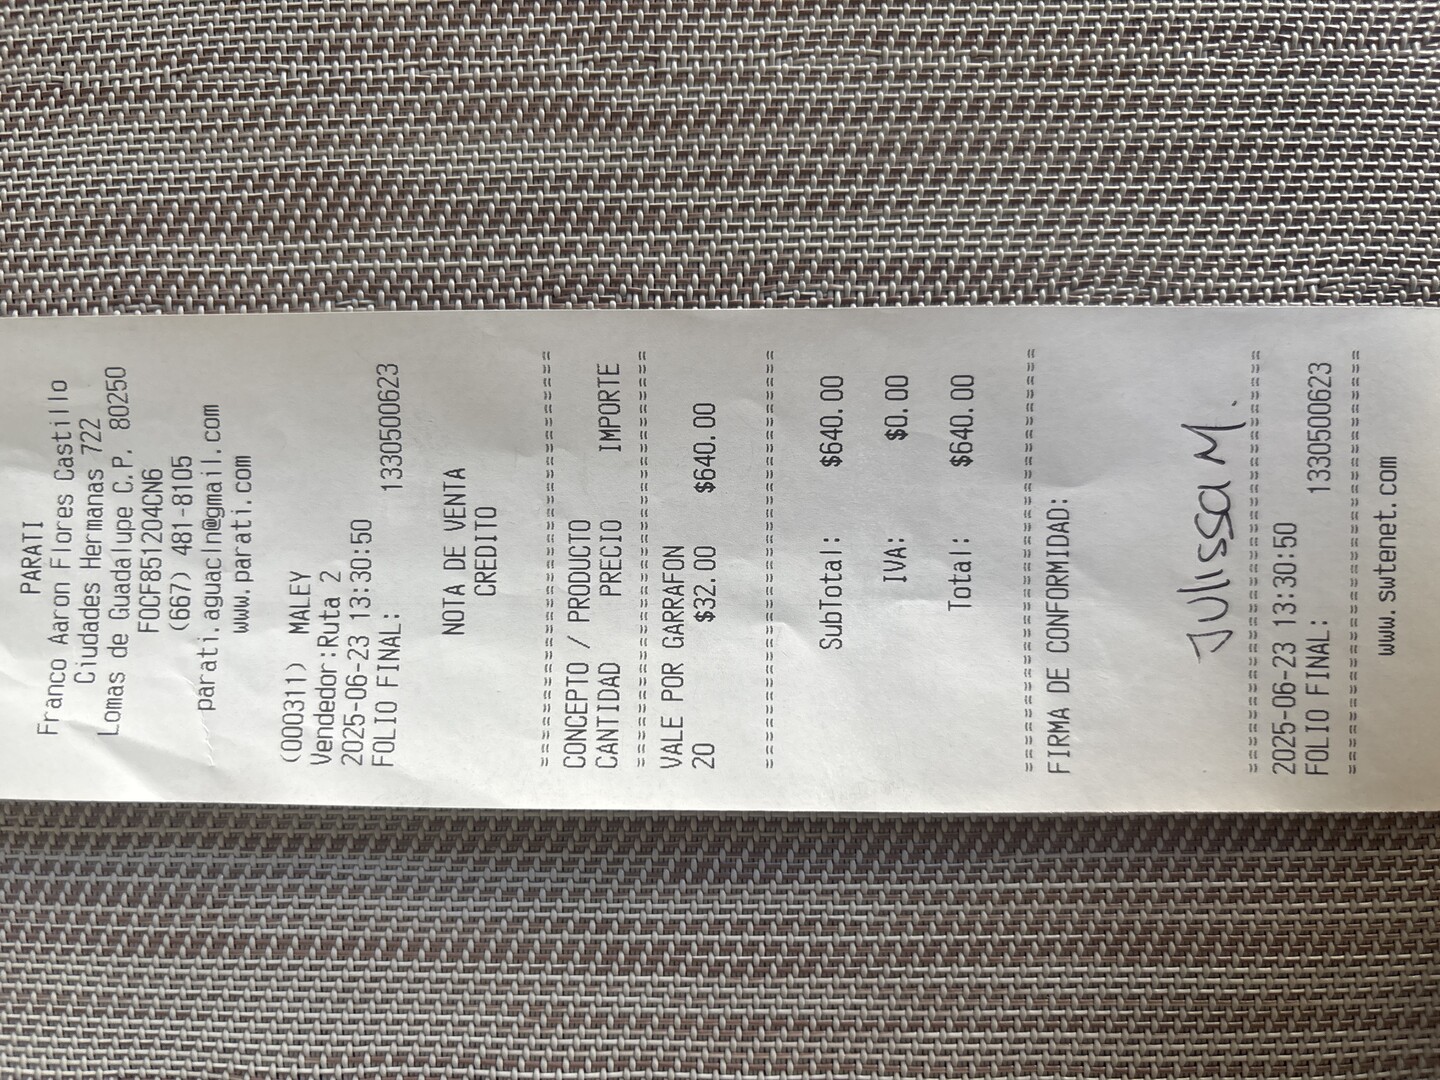 PARATI
Franco Aaron Flores Castillo
Ciudades Hermanas 722
Lomas de Guadalupe C.P. 80250
FOCF851204CN6
(667) 481-8105
parati.aguacln@gmail.com
www.parati.com
(000311) MALEY
Vendedor:Ruta 2
2025-06-23 13:30:50
FOLIO FINAL: 1330500623
NOTA DE VENTA
CREDITO
================================
CONCEPTO / PRODUCTO
CANTIDAD PRECIO IMPORTE
================================
VALE POR GARRAFON
20 $32.00 $640.00
================================
SubTotal: $640.00
IVA: $0.00
Total: $640.00
================================
FIRMA DE CONFORMIDAD:
Julissa M.
================================
2025-06-23 13:30:50
FOLIO FINAL: 1330500623
================================
www.swtenet.com